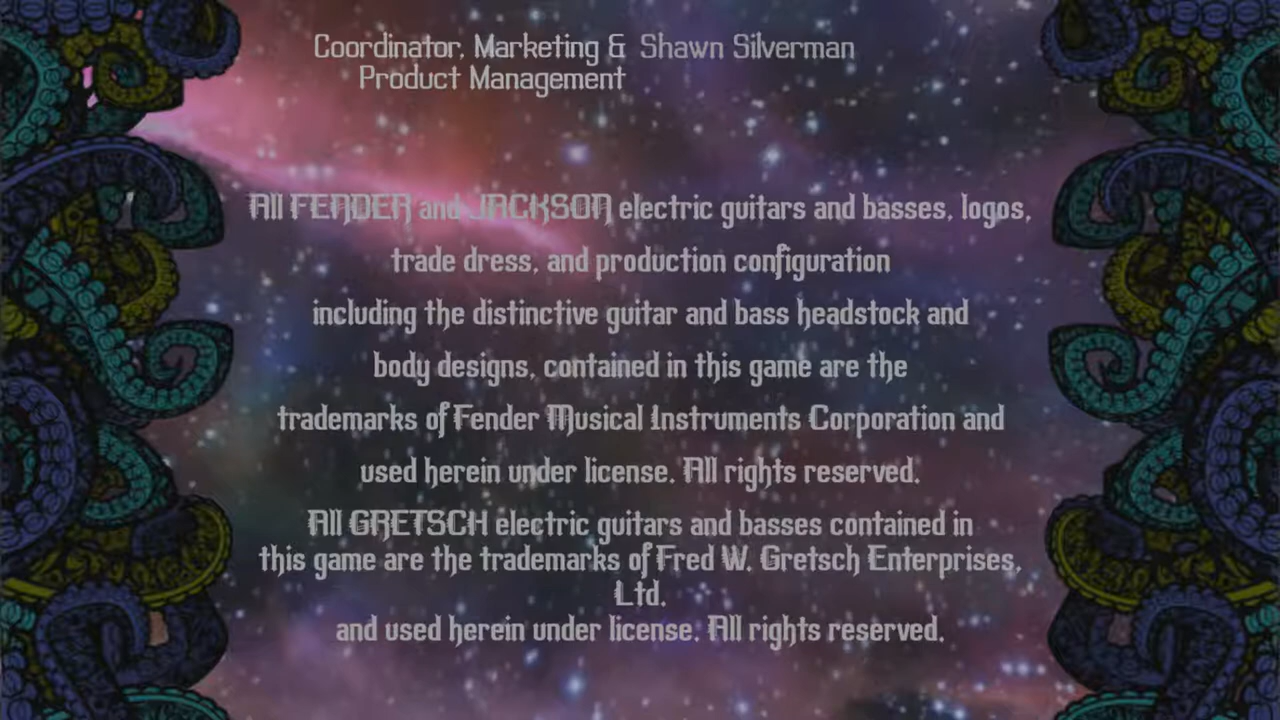 Coordinator, Marketing & Shawn Silverman
Product Management
All FENDER and JACKSON electric guitars and basses, logos,
trade dress, and production configuration
including the distinctive guitar and bass headstock and
body designs, contained in this game are the
trademarks of Fender Musical Instruments Corporation and
used herein under license. All rights reserved.
All GRETSCH electric guitars and basses contained in
this game are the trademarks of Fred W. Gretsch Enterprises,
Ltd.
and used herein under license. All rights reserved.